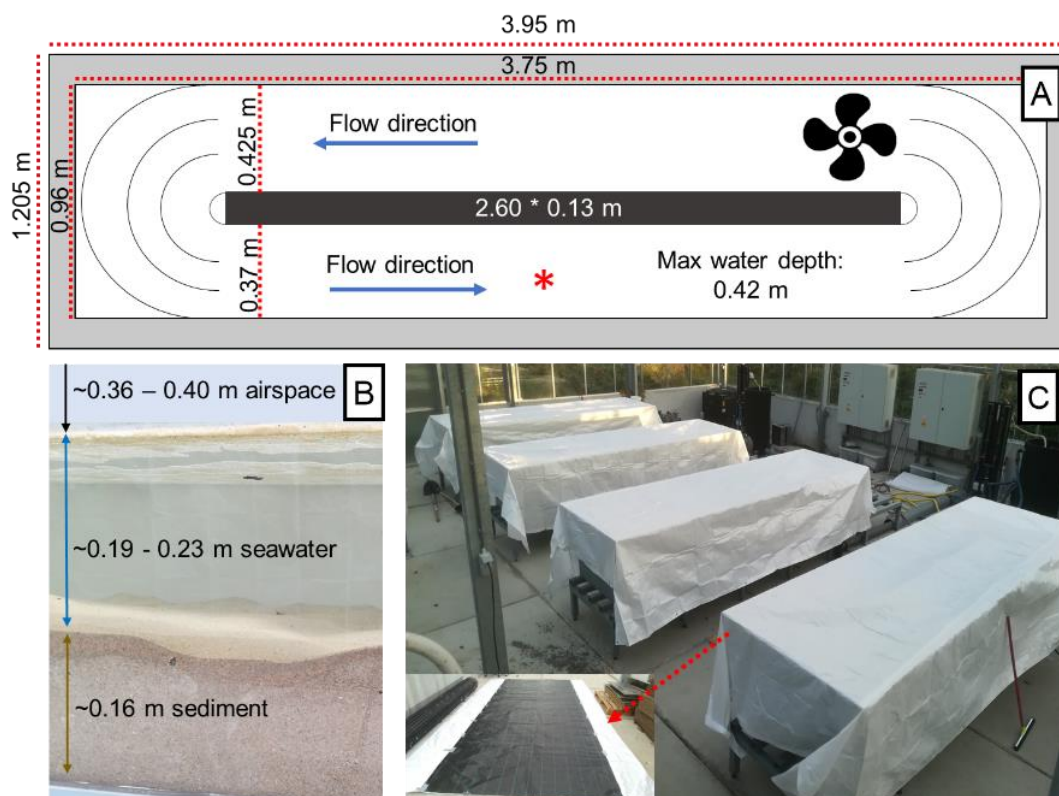 3.95 m
3.75 m
A
1.205 m
0.96 m
0.425 m
Flow direction
2.60 * 0.13 m
0.37 m
Flow direction
*
Max water depth:
0.42 m
~0.36 – 0.40 m airspace
B
~0.19 - 0.23 m seawater
~0.16 m sediment
C